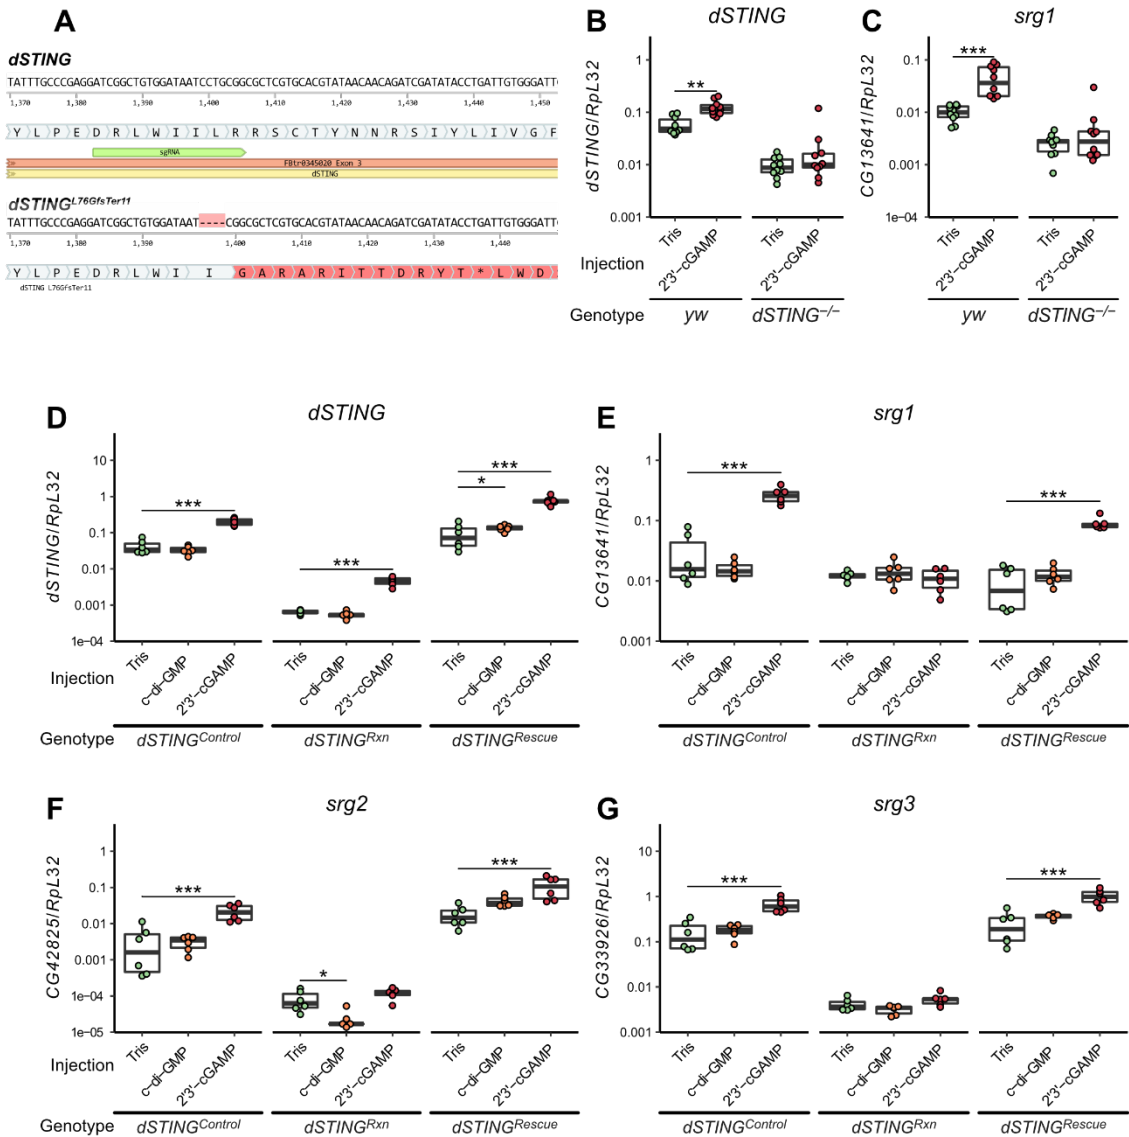 A
dSTING
TATTTGCCCGAGGATCGGCTGTGGATAATCCTGCGGCGCTCGTGCACGTATAACAACAGATCGATATACCTGATTGTGGGATT
1,370 1,380 1,390 1,400 1,410 1,420 1,430 1,440 1,450
Y L P E D R L W I I L R R S C T Y N N R S I Y L I V G F
sgRNA
FBtr0345020 Exon 3
dSTING
dSTING^L76GfsTer11
TATTTGCCCGAGGATCGGCTGTGGATAAT----CGGCGCTCGTGCACGTATAACAACAGATCGATATACCTGATTGTGGGATT
1,370 1,380 1,390 1,400 1,410 1,420 1,430 1,440
Y L P E D R L W I I G A R A R I T T D R Y T * L W D
dSTING L76GfsTer11
B
dSTING
dSTING/RpL32
1
0.1
0.01
0.001
**
Tris 2'3'–cGAMP Tris 2'3'–cGAMP
Injection
Genotype yw dSTING–/–
C
srg1
CG13641/RpL32
1
0.1
0.01
0.001
1e–04
***
Tris 2'3'–cGAMP Tris 2'3'–cGAMP
yw dSTING–/–
D
dSTING
dSTING/RpL32
10
1
0.1
0.01
0.001
1e–04
*** *** * ***
Tris c–di–GMP 2'3'–cGAMP Tris c–di–GMP 2'3'–cGAMP Tris c–di–GMP 2'3'–cGAMP
Injection
Genotype dSTING^Control dSTING^Rxn dSTING^Rescue
E
srg1
CG13641/RpL32
1
0.1
0.01
0.001
*** ***
Tris c–di–GMP 2'3'–cGAMP Tris c–di–GMP 2'3'–cGAMP Tris c–di–GMP 2'3'–cGAMP
dSTING^Control dSTING^Rxn dSTING^Rescue
F
srg2
CG42825/RpL32
1
0.1
0.01
0.001
1e–04
1e–05
*** * ***
Tris c–di–GMP 2'3'–cGAMP Tris c–di–GMP 2'3'–cGAMP Tris c–di–GMP 2'3'–cGAMP
Injection
Genotype dSTING^Control dSTING^Rxn dSTING^Rescue
G
srg3
CG33926/RpL32
10
1
0.1
0.01
0.001
*** ***
Tris c–di–GMP 2'3'–cGAMP Tris c–di–GMP 2'3'–cGAMP Tris c–di–GMP 2'3'–cGAMP
dSTING^Control dSTING^Rxn dSTING^Rescue